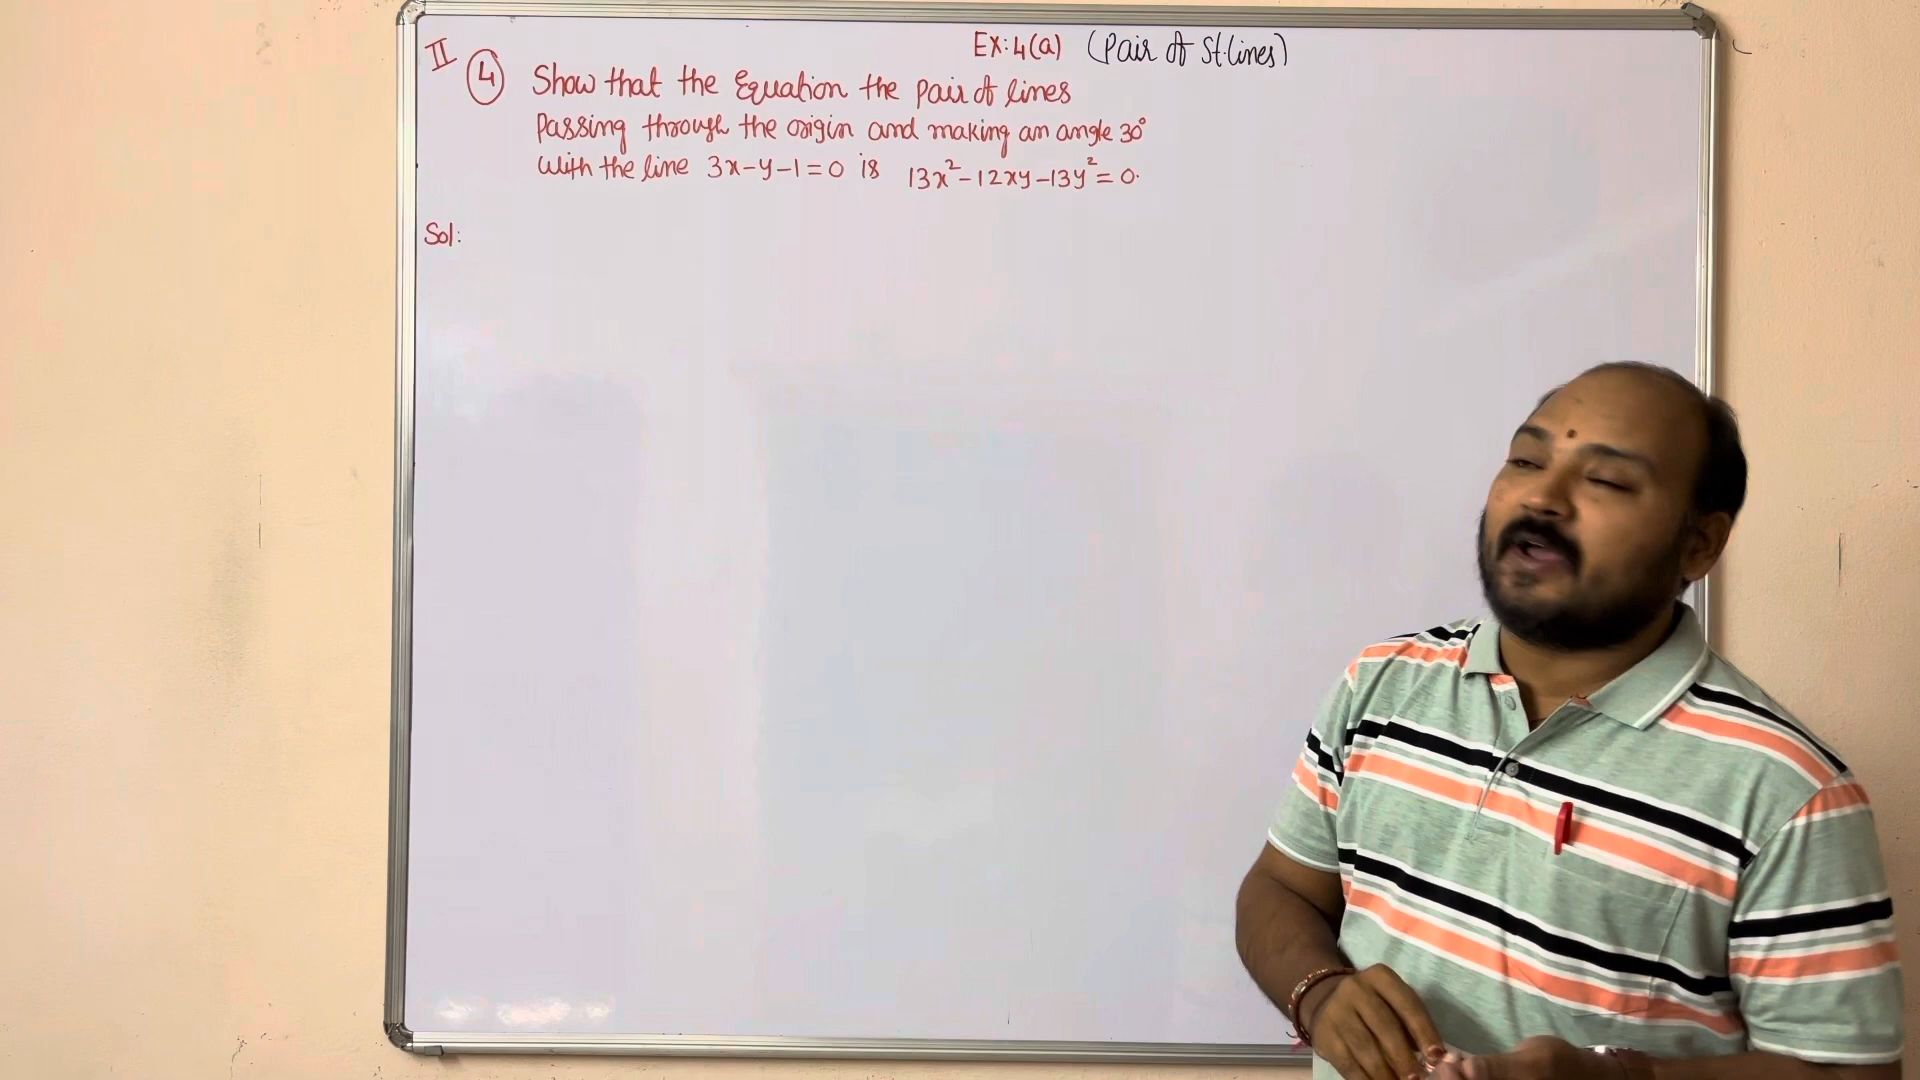 Ex: 4(a) (Pair of St. lines)
II
④ Show that the Equation the pair of lines
passing through the origin and making an angle 30°
with the line 3x-y-1=0 is 13x²-12xy-13y²=0.
Sol: